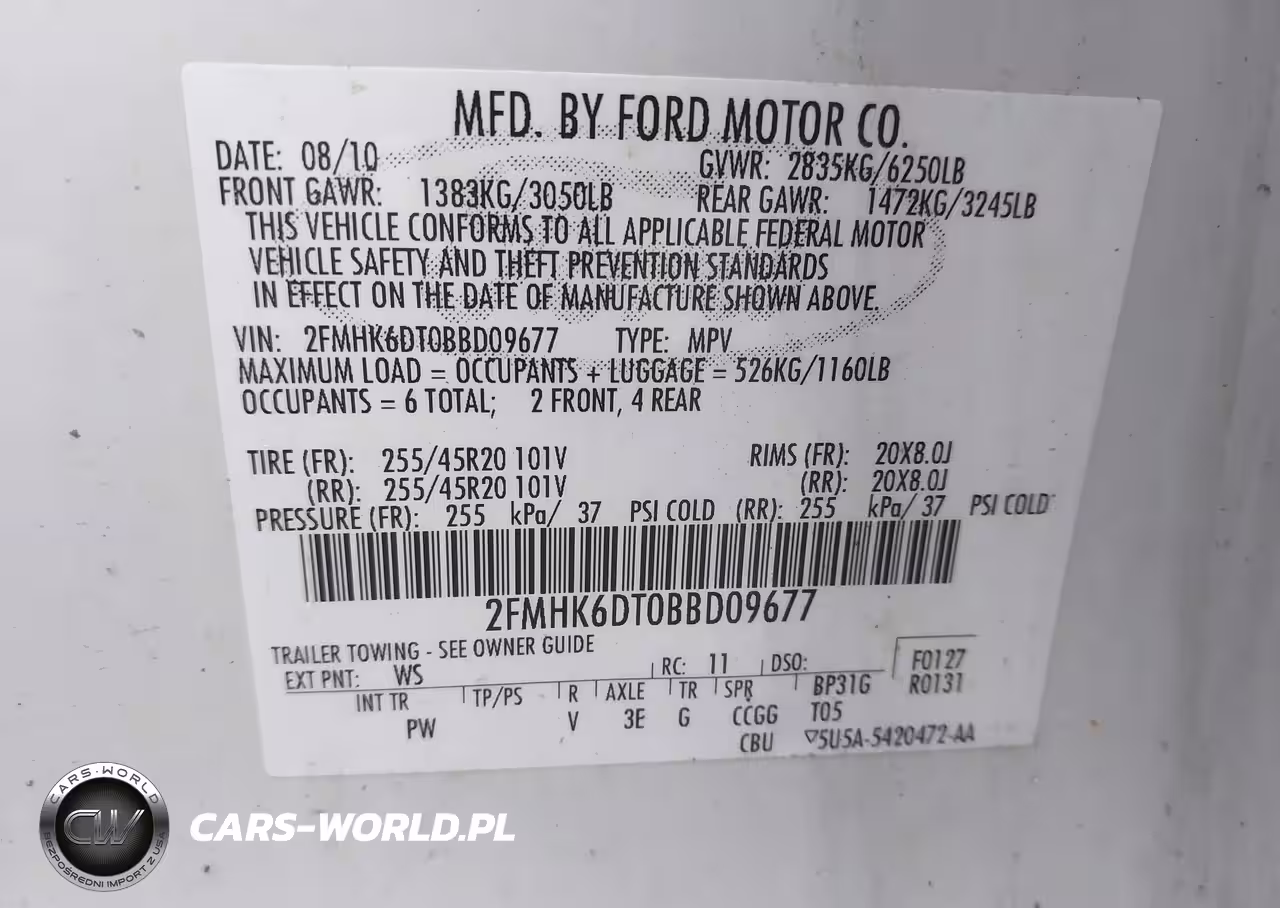 MFD. BY FORD MOTOR CO.
DATE: 08/10 GVWR: 2835KG/6250LB
FRONT GAWR: 1383KG/3050LB REAR GAWR: 1472KG/3245LB
THIS VEHICLE CONFORMS TO ALL APPLICABLE FEDERAL MOTOR
VEHICLE SAFETY AND THEFT PREVENTION STANDARDS
IN EFFECT ON THE DATE OF MANUFACTURE SHOWN ABOVE.
VIN: 2FMHK6DT0BBD09677 TYPE: MPV
MAXIMUM LOAD = OCCUPANTS + LUGGAGE = 526KG/1160LB
OCCUPANTS = 6 TOTAL; 2 FRONT, 4 REAR
TIRE (FR): 255/45R20 101V RIMS (FR): 20X8.0J
(RR): 255/45R20 101V (RR): 20X8.0J
PRESSURE (FR): 255 kPa/ 37 PSI COLD (RR): 255 kPa/ 37 PSI COLD
2FMHK6DT0BBD09677
TRAILER TOWING - SEE OWNER GUIDE
EXT PNT: WS RC: 11 DSO: F0127
INT TR TP/PS R AXLE TR SPR BP31G R0131
PW V 3E G CCGG T05
CBU ▽5U5A-5420472-AA
CARS-WORLD
CW
BEZPOŚREDNI IMPORT Z USA
CARS-WORLD.PL